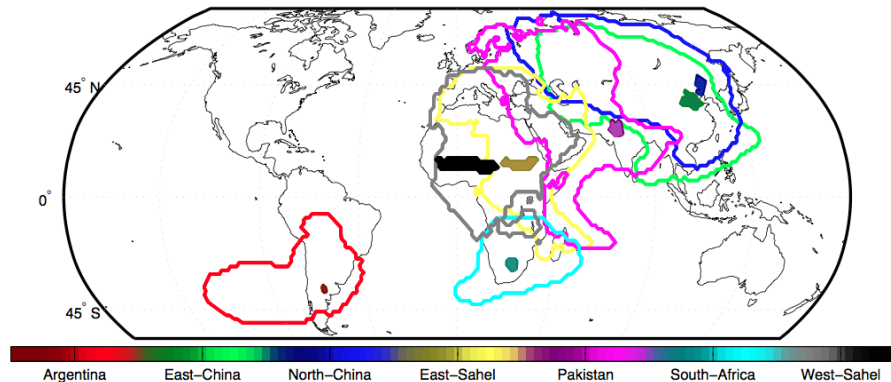 45° N
0°
45° S
Argentina East–China North–China East–Sahel Pakistan South–Africa West–Sahel